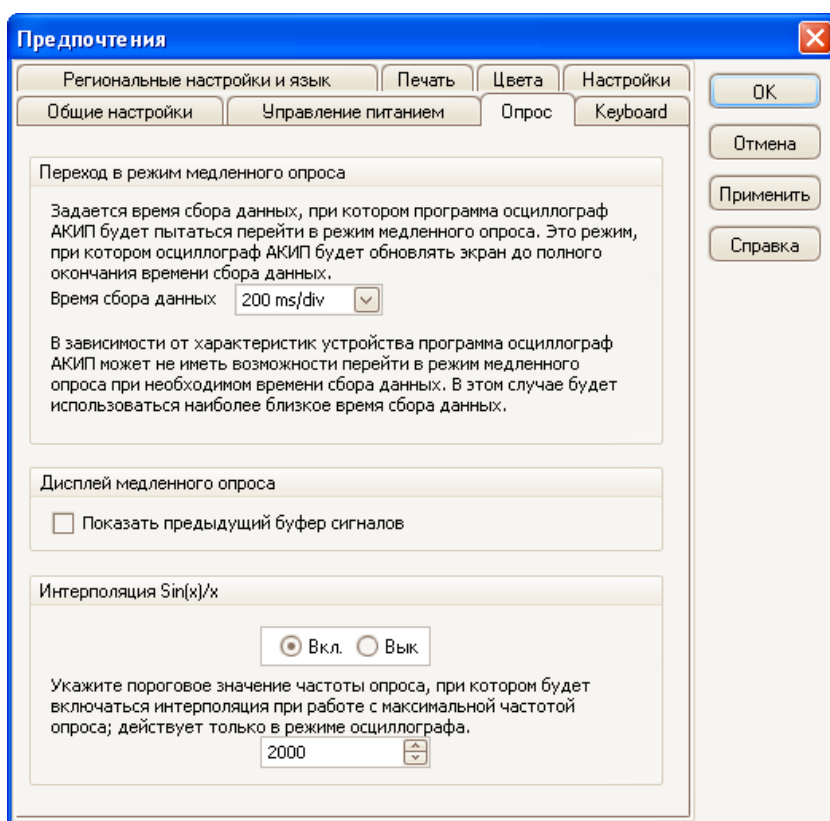 Предпочтения
Региональные настройки и язык
Печать
Цвета
Настройки
Общие настройки
Управление питанием
Опрос
Keyboard
OK
Отмена
Применить
Справка
Переход в режим медленного опроса
Задается время сбора данных, при котором программа осциллограф
АКИП будет пытаться перейти в режим медленного опроса. Это режим,
при котором осциллограф АКИП будет обновлять экран до полного
окончания времени сбора данных.
Время сбора данных 200 ms/div
В зависимости от характеристик устройства программа осциллограф
АКИП может не иметь возможности перейти в режим медленного
опроса при необходимом времени сбора данных. В этом случае будет
использоваться наиболее близкое время сбора данных.
Дисплей медленного опроса
Показать предыдущий буфер сигналов
Интерполяция Sin(x)/x
Вкл. Вык
Укажите пороговое значение частоты опроса, при котором будет
включаться интерполяция при работе с максимальной частотой
опроса; действует только в режиме осциллографа.
2000